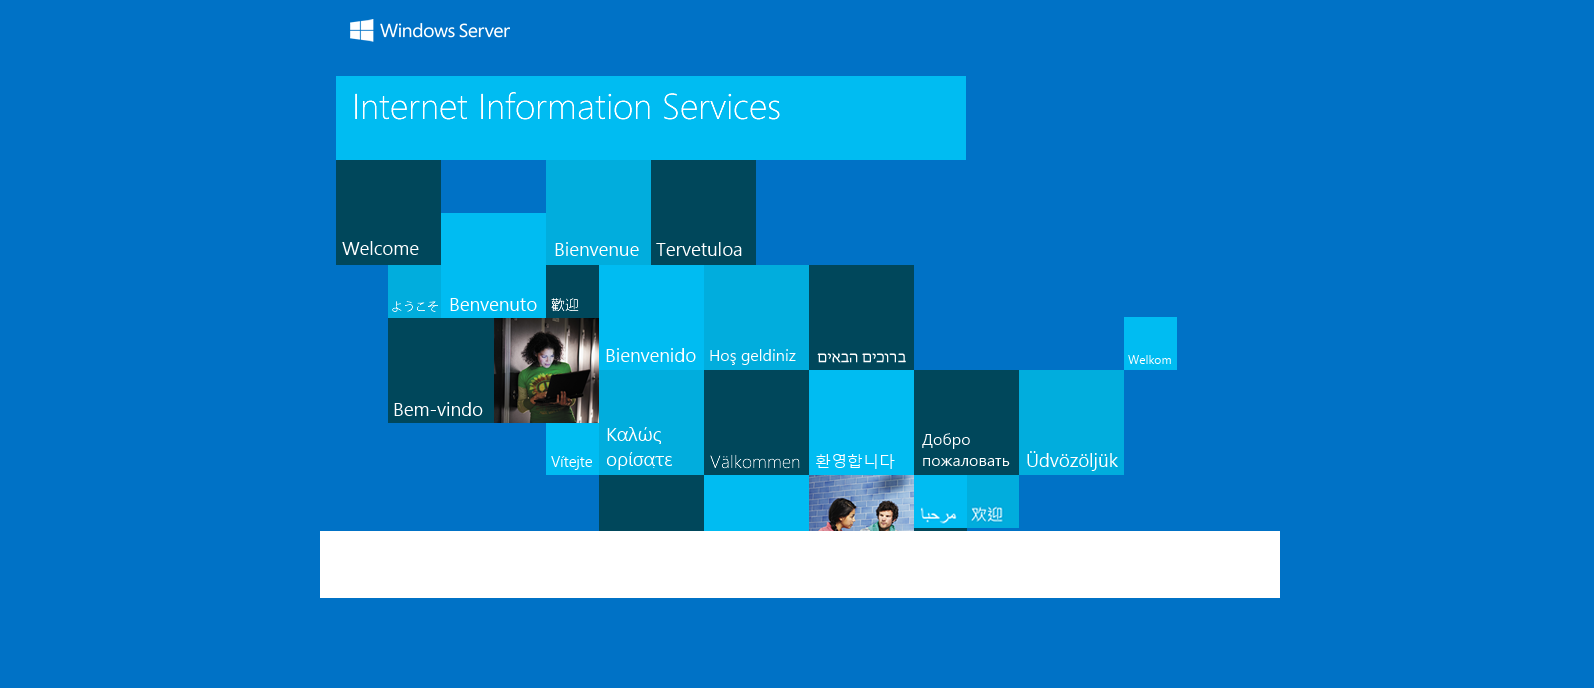 Windows Server
Internet Information Services
Welcome
Bienvenue
Tervetuloa
ようこそ
Benvenuto
歡迎
Bienvenido
Hoş geldiniz
ברוכים הבאים
Welkom
Bem-vindo
Vítejte
Καλώς
ορίσατε
Välkommen
환영합니다
Добро
пожаловать
Üdvözöljük
مرحبا
欢迎